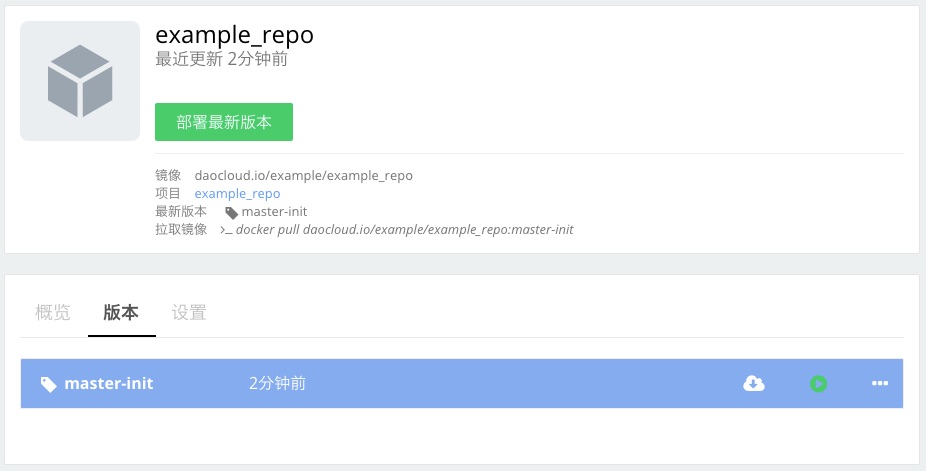 example_repo
最近更新 2分钟前
部署最新版本
镜像 daocloud.io/example/example_repo
项目 example_repo
最新版本 master-init
拉取镜像 >_ docker pull daocloud.io/example/example_repo:master-init
概览 版本 设置
master-init 2分钟前